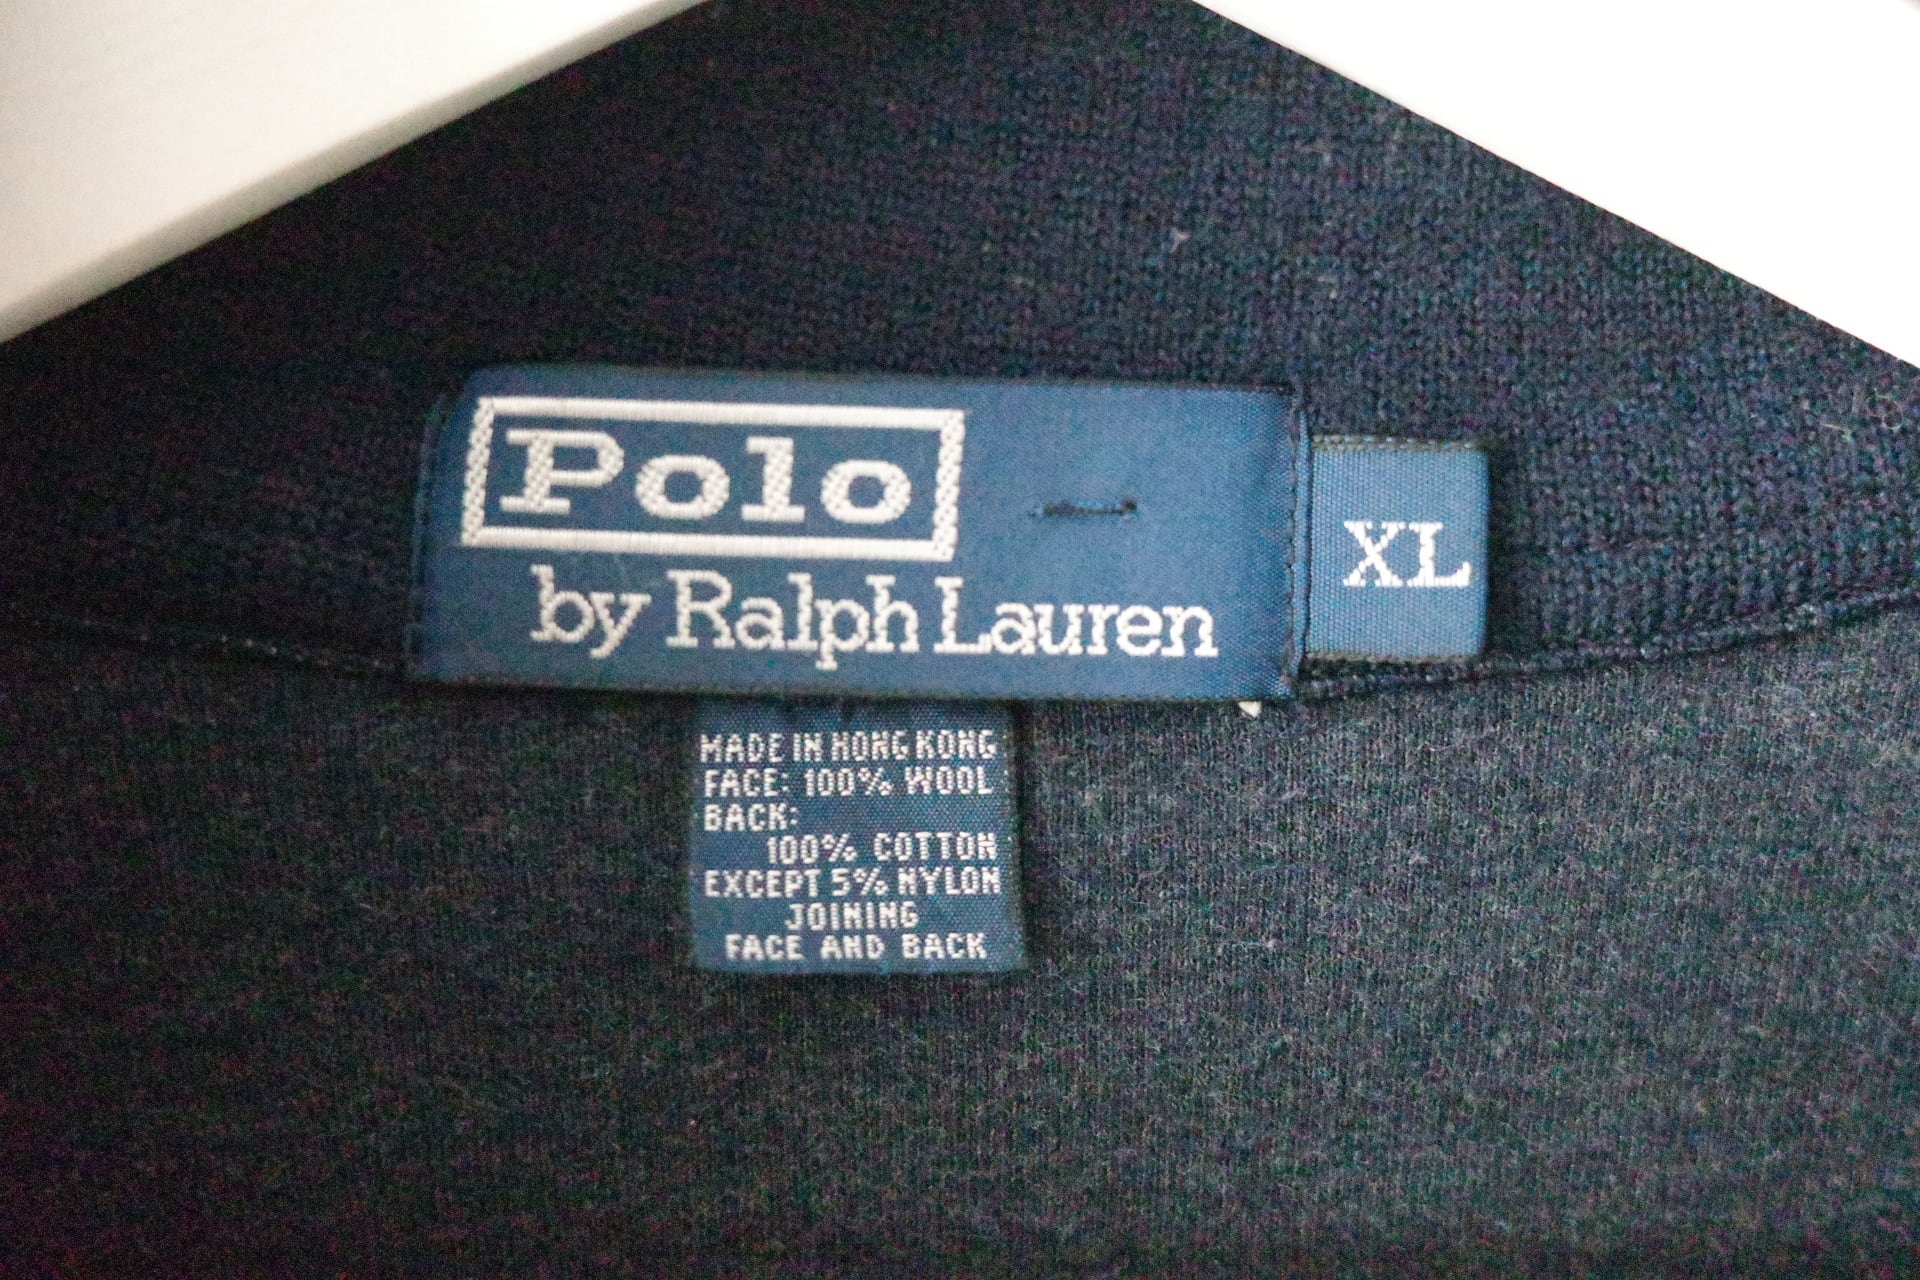 Polo
by Ralph Lauren
XL
MADE IN HONG KONG
FACE: 100% WOOL
BACK:
100% COTTON
EXCEPT 5% NYLON
JOINING
FACE AND BACK